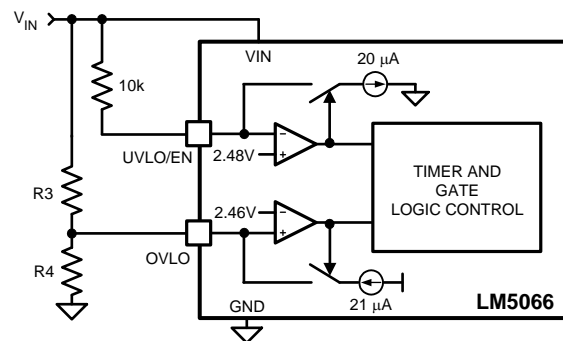 VIN
VIN
20 µA
10k
UVLO/EN
2.48V
TIMER AND
GATE
LOGIC CONTROL
R3
2.46V
OVLO
R4
GND
21 µA
LM5066